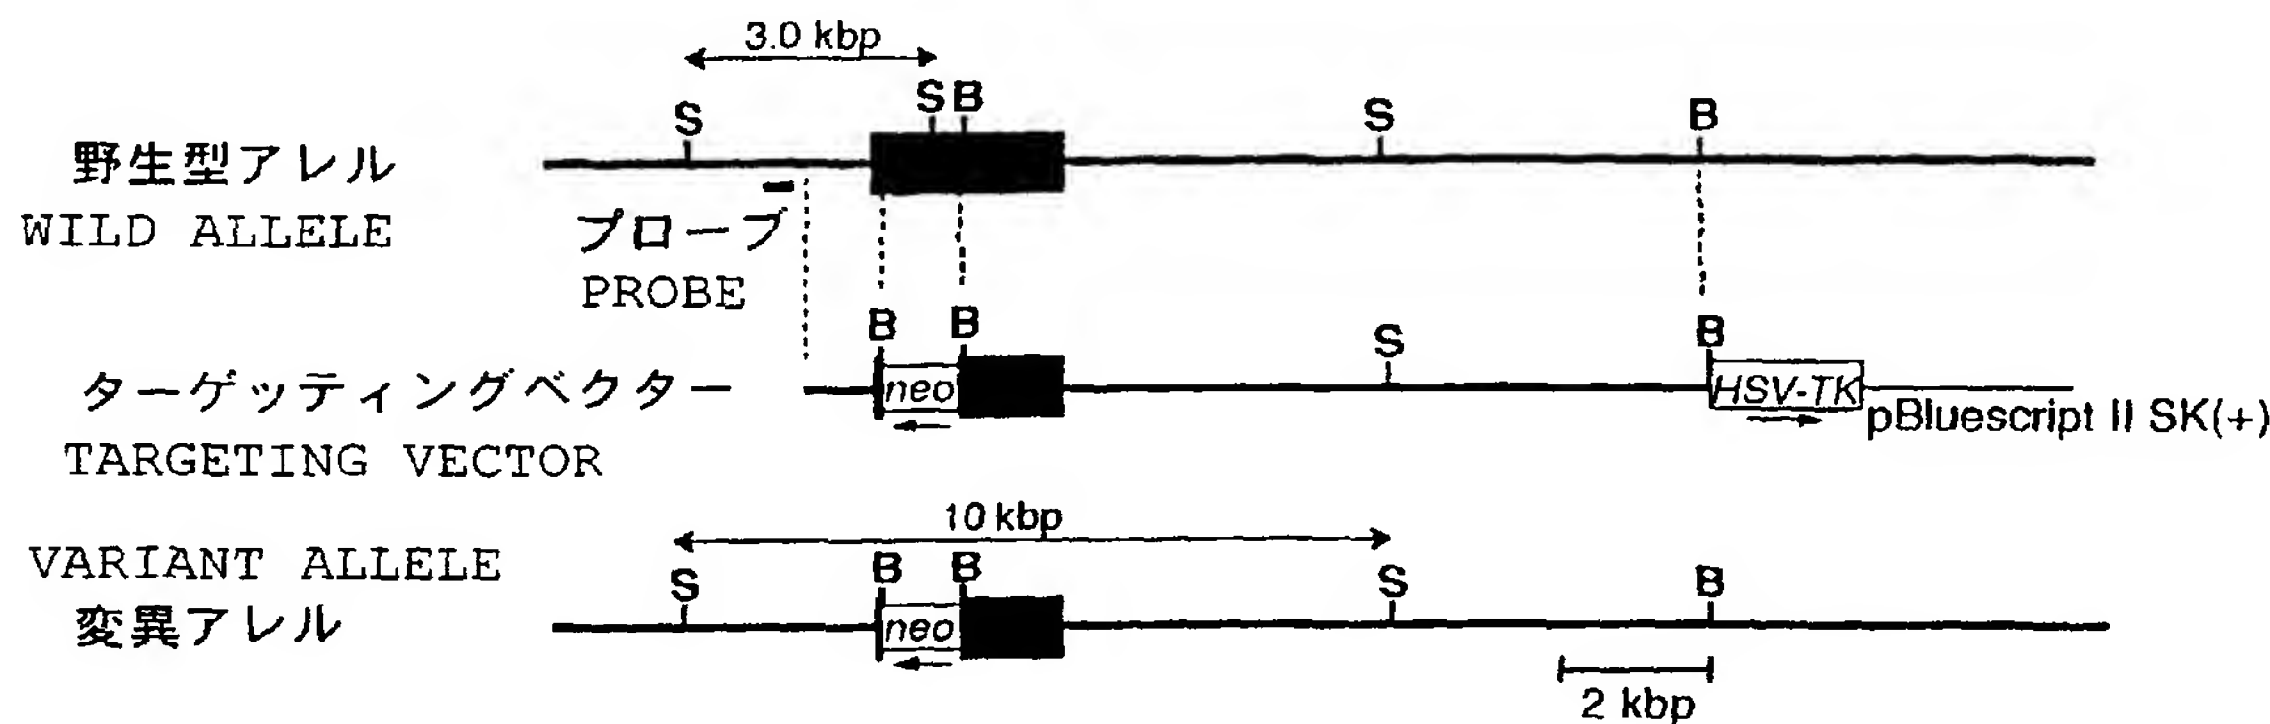 3.0 kbp
S
S B
S
B
野生型アレル
WILD ALLELE
プローブ
PROBE
B
B
S
B
ターゲッティングベクター
neo
HSV-TK
pBluescript II SK(+)
TARGETING VECTOR
10 kbp
VARIANT ALLELE
S
B
B
S
B
変異アレル
neo
2 kbp